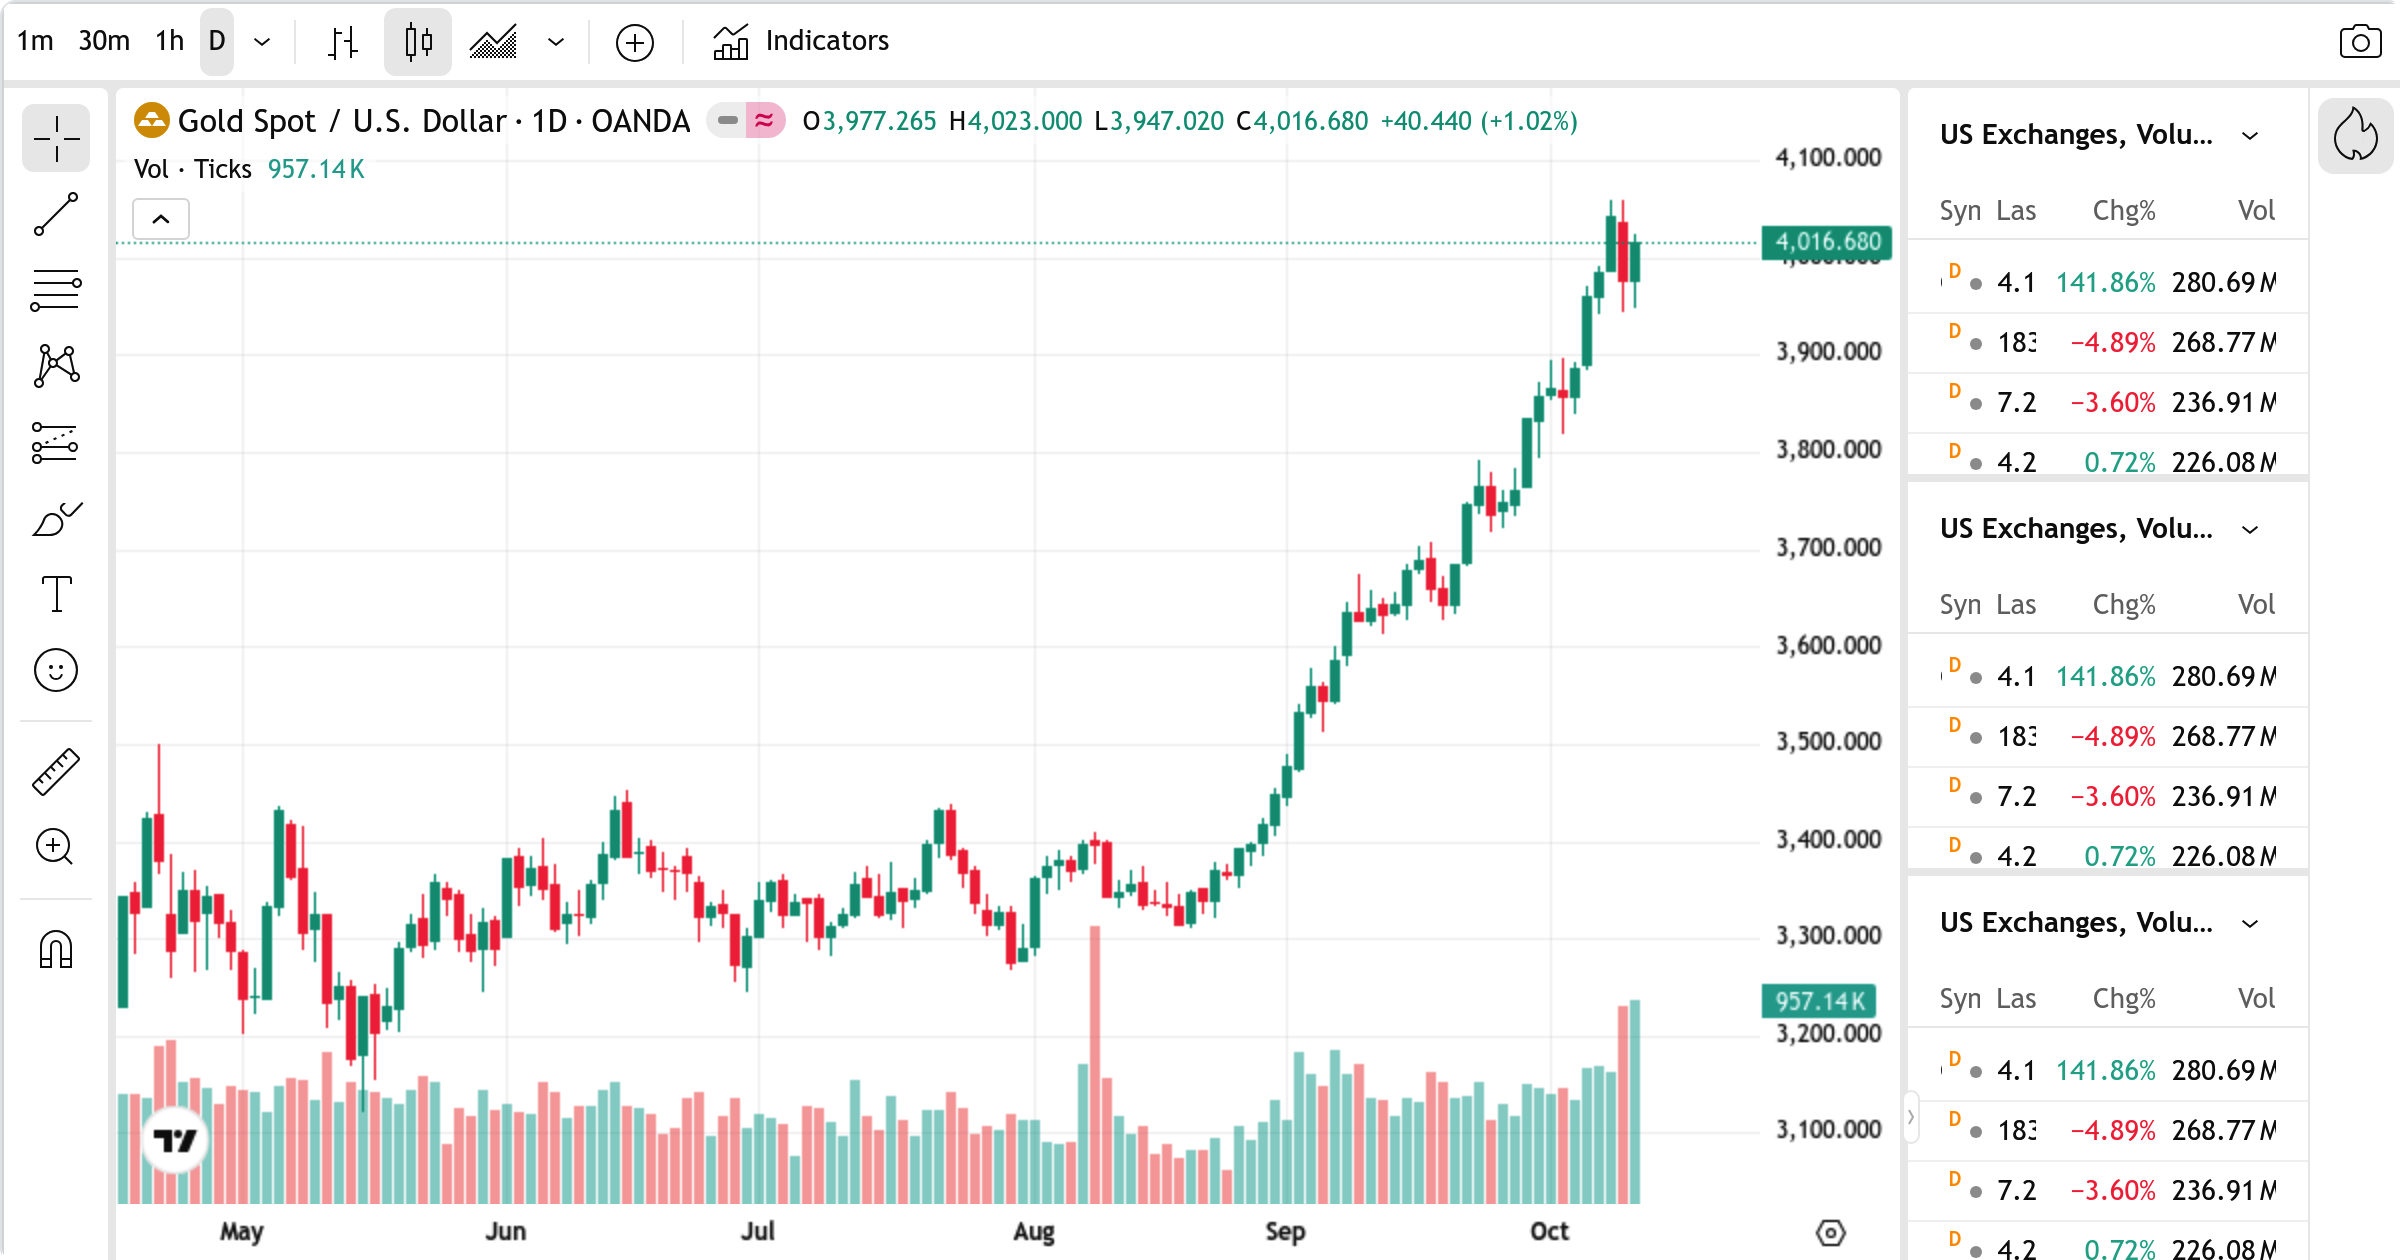 1m 30m 1h D Indicators
Gold Spot / U.S. Dollar · 1D · OANDA O3,977.265 H4,023.000 L3,947.020 C4,016.680 +40.440 (+1.02%)
Vol · Ticks 957.14K
4,100.000
4,016.680
3,900.000
3,800.000
3,700.000
3,600.000
3,500.000
3,400.000
3,300.000
957.14K
3,200.000
3,100.000
May Jun Jul Aug Sep Oct
US Exchanges, Volu...
Syn Las Chg% Vol
D 4.1 141.86% 280.69M
D 183 −4.89% 268.77M
D 7.2 −3.60% 236.91M
D 4.2 0.72% 226.08M
US Exchanges, Volu...
Syn Las Chg% Vol
D 4.1 141.86% 280.69M
D 183 −4.89% 268.77M
D 7.2 −3.60% 236.91M
D 4.2 0.72% 226.08M
US Exchanges, Volu...
Syn Las Chg% Vol
D 4.1 141.86% 280.69M
D 183 −4.89% 268.77M
D 7.2 −3.60% 236.91M
D 4.2 0.72% 226.08M